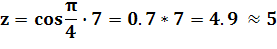 z = cos π/4 · 7 = 0.7 * 7 = 4.9 ≈ 5